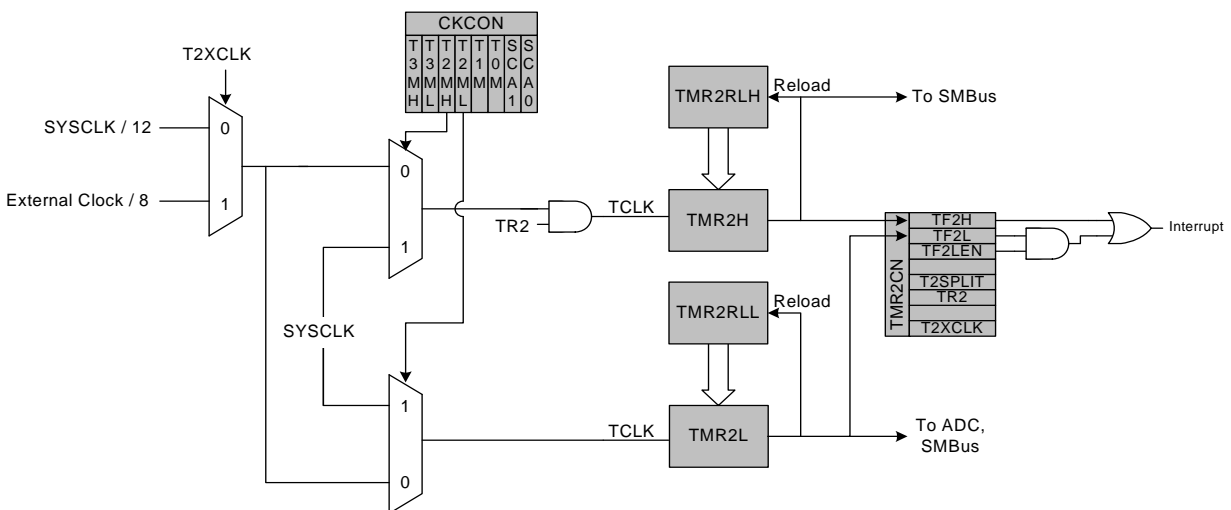 CKCON
T3MH
T3ML
T2MH
T2ML
T1M
T0M
SCA1
SCA0
T2XCLK
0
SYSCLK / 12
External Clock / 8
1
0
1
TR2
TCLK
TMR2RLH
Reload
To SMBus
TMR2H
TMR2CN
TF2H
TF2L
TF2LEN
T2SPLIT
TR2
T2XCLK
Interrupt
SYSCLK
TMR2RLL
Reload
1
0
TCLK
TMR2L
To ADC,
SMBus